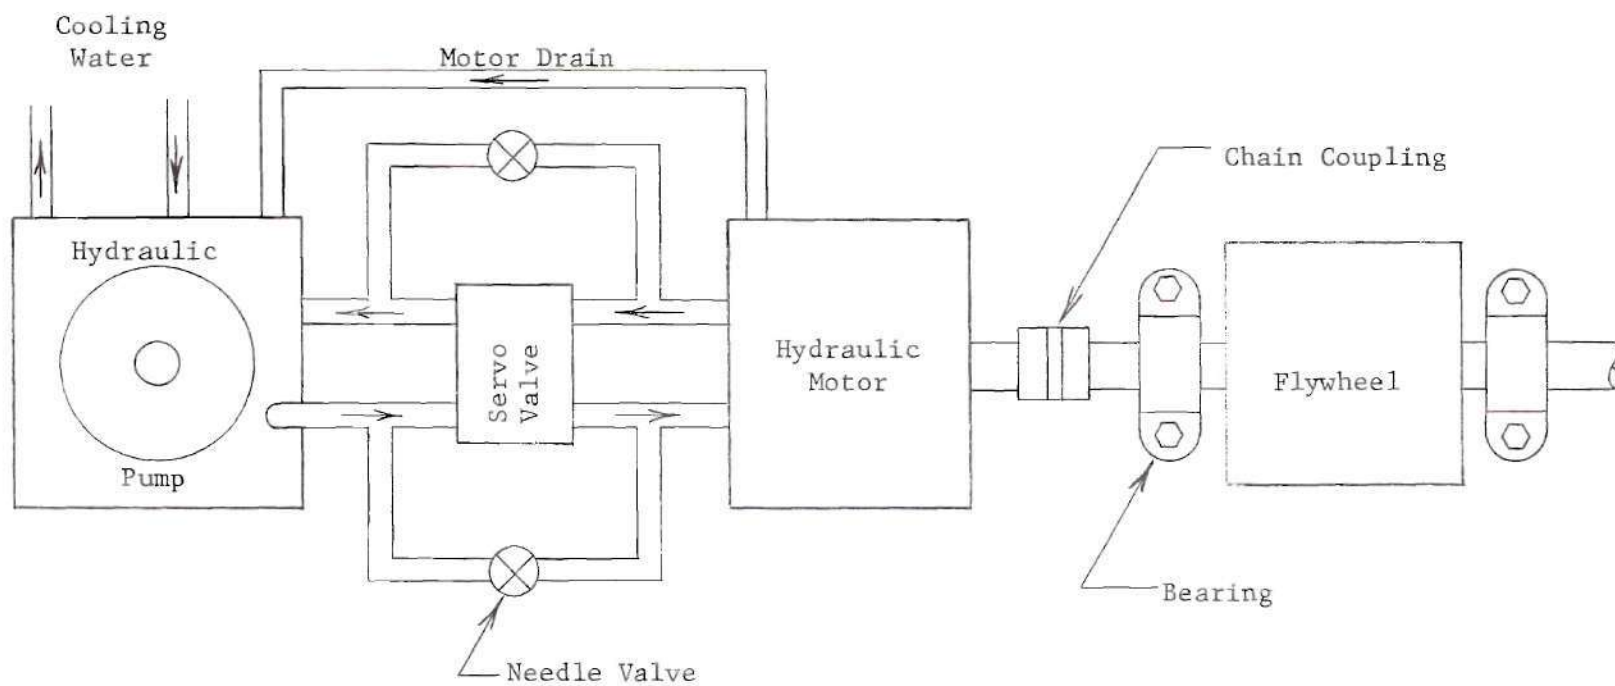 Cooling
Water
Motor Drain
Chain Coupling
Hydraulic
Pump
Servo
Valve
Hydraulic
Motor
Flywheel
Bearing
Needle Valve